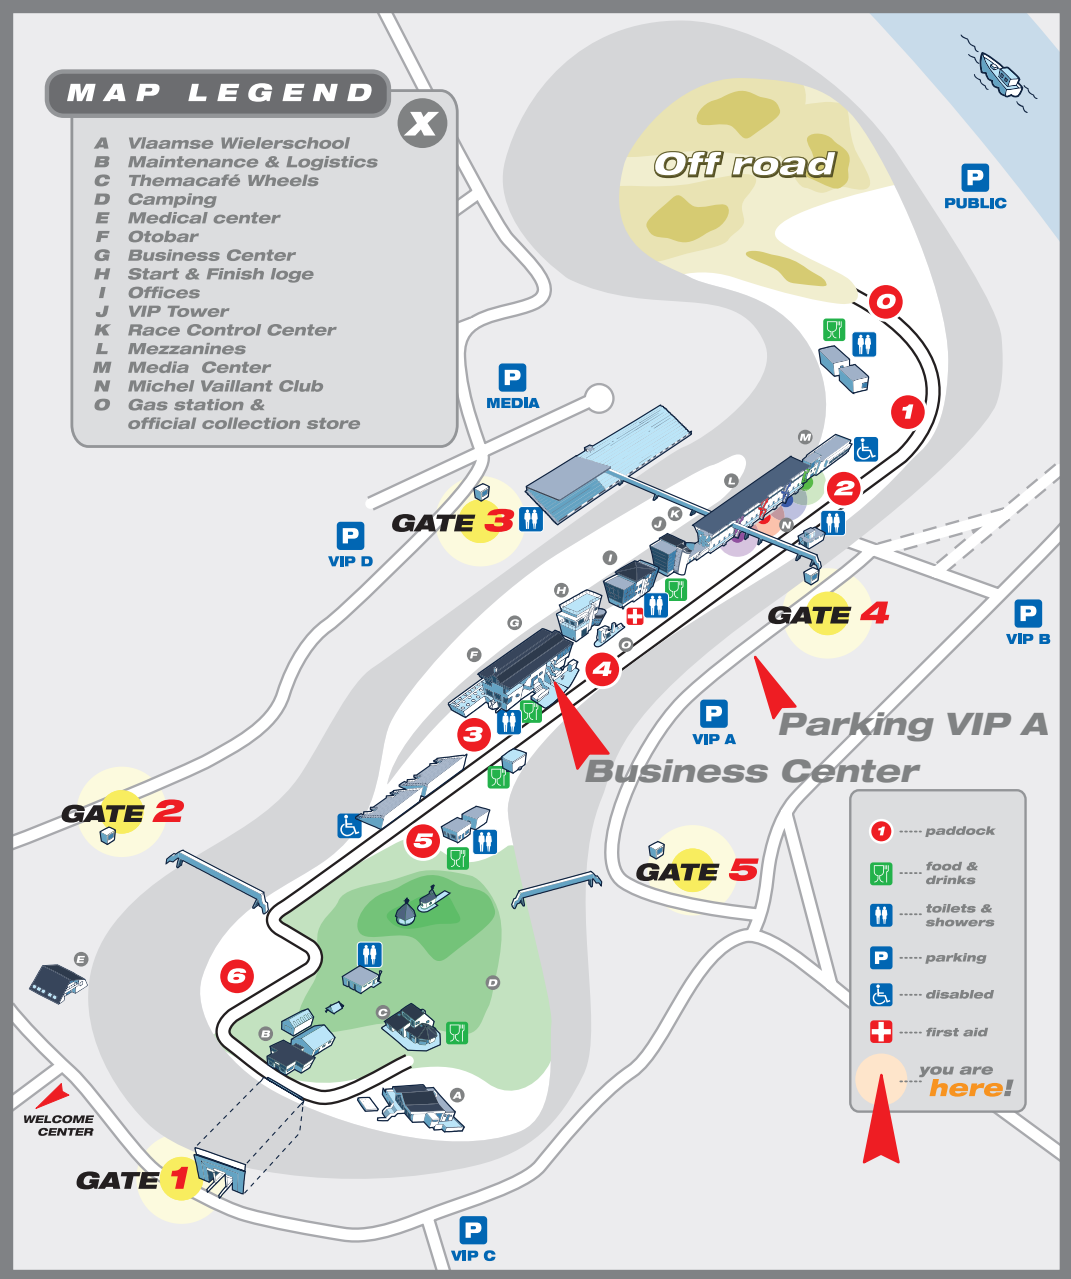 MAP LEGEND
X
A Vlaamse Wielerschool
B Maintenance & Logistics
C Themacafé Wheels
D Camping
E Medical center
F Otobar
G Business Center
H Start & Finish loge
I Offices
J VIP Tower
K Race Control Center
L Mezzanines
M Media Center
N Michel Vaillant Club
O Gas station &
official collection store
Off road
P
PUBLIC
0
P
MEDIA
1
M
L
2
GATE 3
K
J
N
P
VIP D
I
H
GATE 4
P
VIP B
G
O
F
4
P
VIP A
Parking VIP A
3
Business Center
GATE 2
5
GATE 5
1 paddock
food &
drinks
toilets &
showers
P parking
disabled
first aid
you are
here!
E
6
D
C
B
A
WELCOME
CENTER
GATE 1
P
VIP C